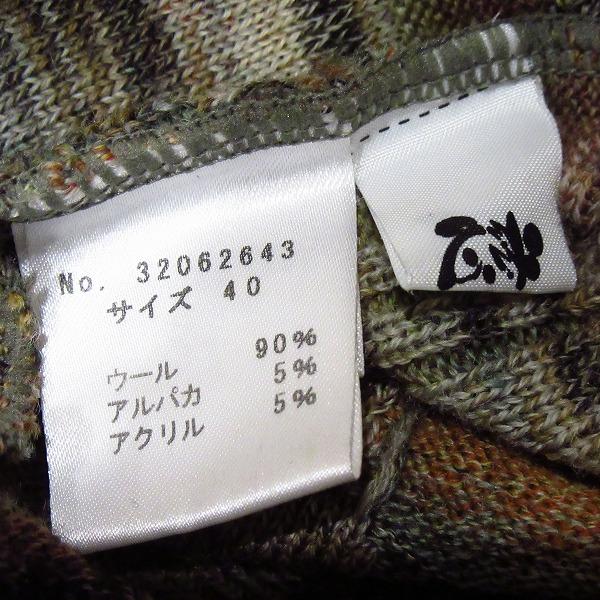 No. 32062643
サイズ 40
ウール 90%
アルパカ 5%
アクリル 5%